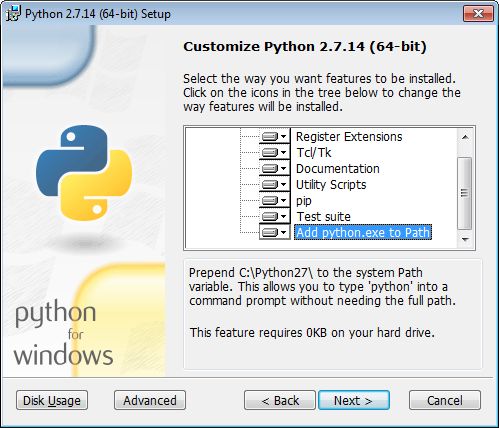 Python 2.7.14 (64-bit) Setup
Customize Python 2.7.14 (64-bit)
Select the way you want features to be installed.
Click on the icons in the tree below to change the
way features will be installed.
Register Extensions
Tcl/Tk
Documentation
Utility Scripts
pip
Test suite
Add python.exe to Path
Prepend C:\Python27\ to the system Path
variable. This allows you to type 'python' into a
command prompt without needing the full path.
This feature requires 0KB on your hard drive.
python
for
windows
Disk Usage
Advanced
< Back
Next >
Cancel